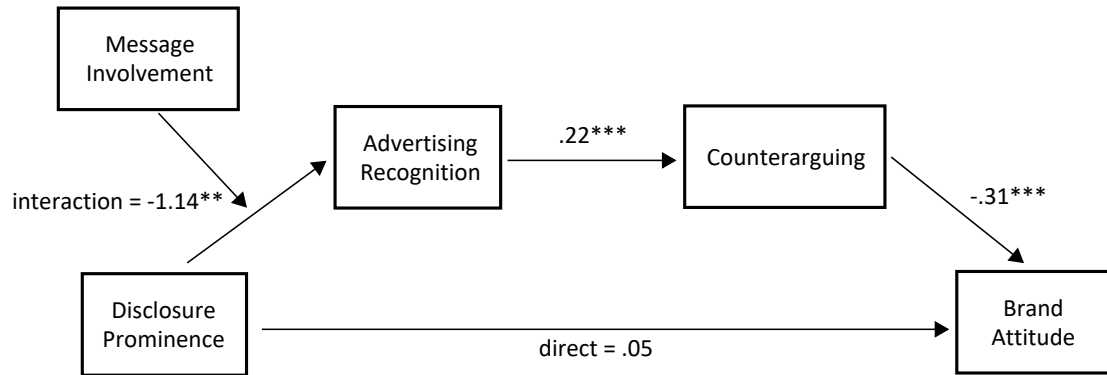 Message
Involvement
Advertising
Recognition
.22***
Counterarguing
interaction = -1.14**
-.31***
Disclosure
Prominence
direct = .05
Brand
Attitude